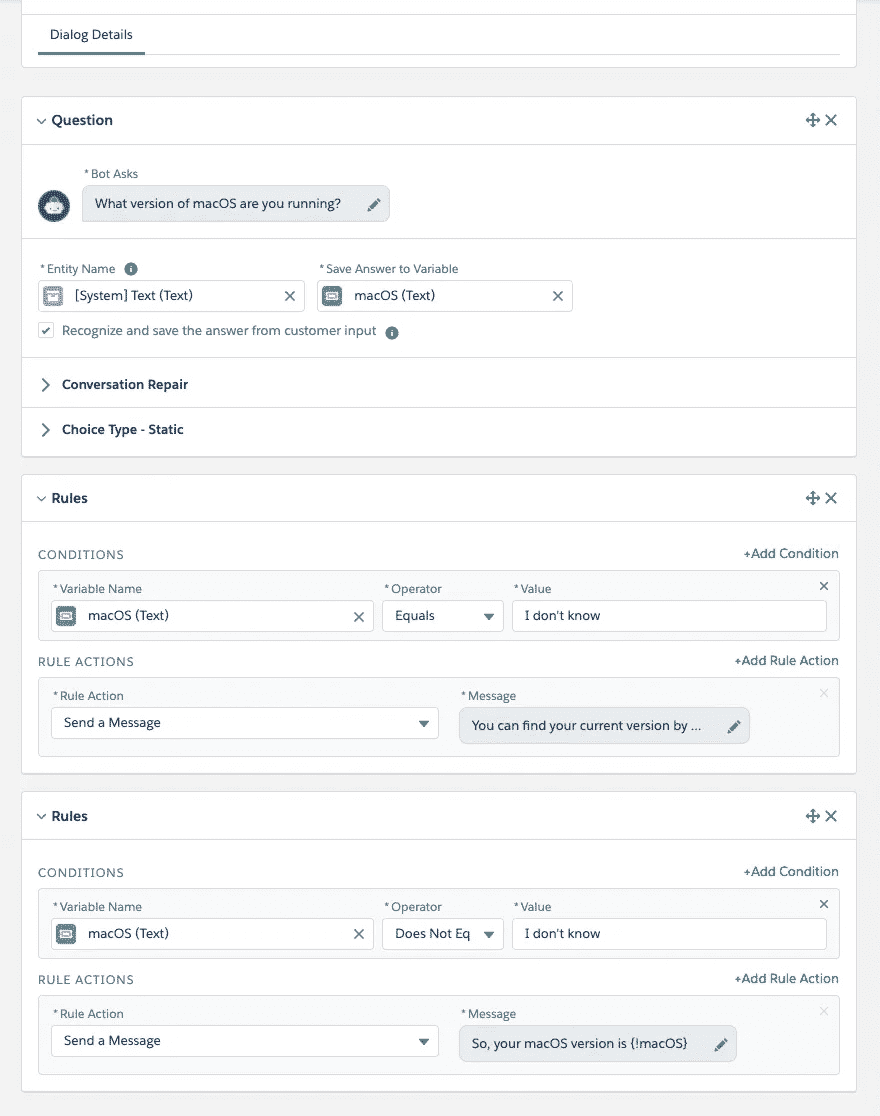 Dialog Details
Question
* Bot Asks
What version of macOS are you running?
* Entity Name * Save Answer to Variable
[System] Text (Text) macOS (Text)
Recognize and save the answer from customer input
Conversation Repair
Choice Type - Static
Rules
CONDITIONS +Add Condition
* Variable Name * Operator * Value
macOS (Text) Equals I don't know
RULE ACTIONS +Add Rule Action
* Rule Action * Message
Send a Message You can find your current version by ...
Rules
CONDITIONS +Add Condition
* Variable Name * Operator * Value
macOS (Text) Does Not Eq I don't know
RULE ACTIONS +Add Rule Action
* Rule Action * Message
Send a Message So, your macOS version is {!macOS}